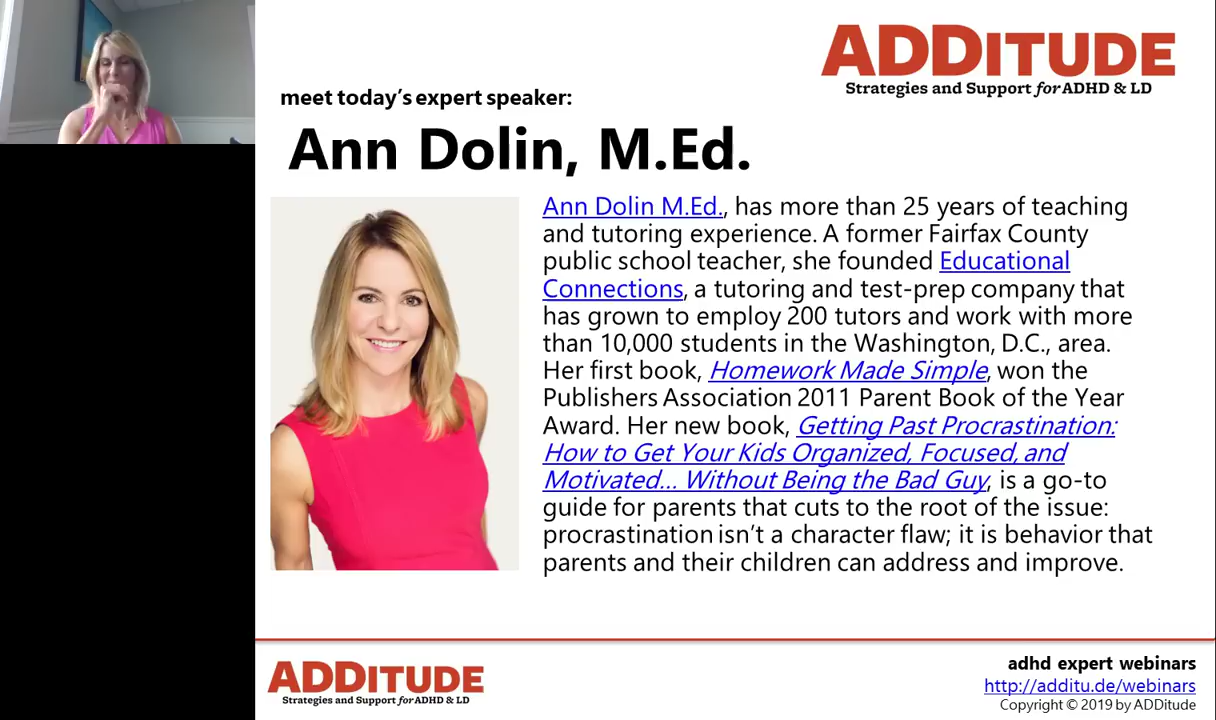 ADDITUDE
Strategies and Support for ADHD & LD
meet today's expert speaker:
Ann Dolin, M.Ed.
Ann Dolin M.Ed., has more than 25 years of teaching
and tutoring experience. A former Fairfax County
public school teacher, she founded Educational
Connections, a tutoring and test-prep company that
has grown to employ 200 tutors and work with more
than 10,000 students in the Washington, D.C., area.
Her first book, Homework Made Simple, won the
Publishers Association 2011 Parent Book of the Year
Award. Her new book, Getting Past Procrastination:
How to Get Your Kids Organized, Focused, and
Motivated... Without Being the Bad Guy, is a go-to
guide for parents that cuts to the root of the issue:
procrastination isn't a character flaw; it is behavior that
parents and their children can address and improve.
ADDITUDE
Strategies and Support for ADHD & LD
adhd expert webinars
http://additu.de/webinars
Copyright © 2019 by ADDitude